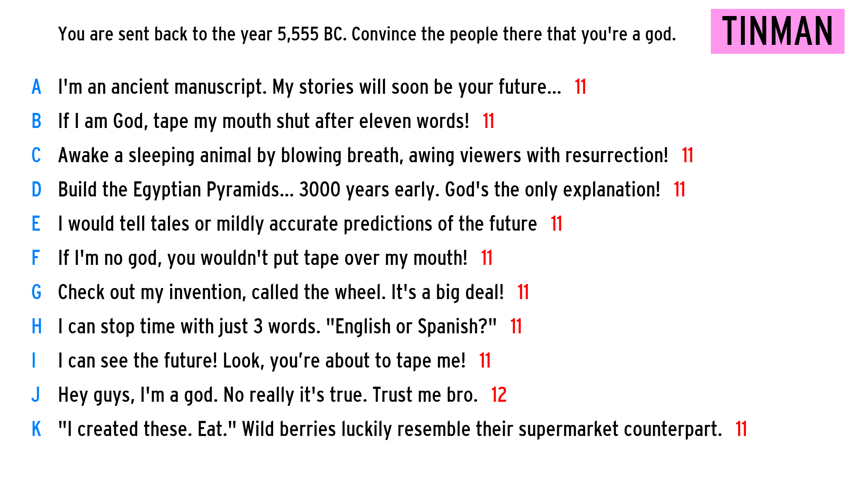 You are sent back to the year 5,555 BC. Convince the people there that you're a god.
TINMAN
A I'm an ancient manuscript. My stories will soon be your future... 11
B If I am God, tape my mouth shut after eleven words! 11
C Awake a sleeping animal by blowing breath, awing viewers with resurrection! 11
D Build the Egyptian Pyramids... 3000 years early. God's the only explanation! 11
E I would tell tales or mildly accurate predictions of the future 11
F If I'm no god, you wouldn't put tape over my mouth! 11
G Check out my invention, called the wheel. It's a big deal! 11
H I can stop time with just 3 words. "English or Spanish?" 11
I I can see the future! Look, you’re about to tape me! 11
J Hey guys, I'm a god. No really it's true. Trust me bro. 12
K "I created these. Eat." Wild berries luckily resemble their supermarket counterpart. 11